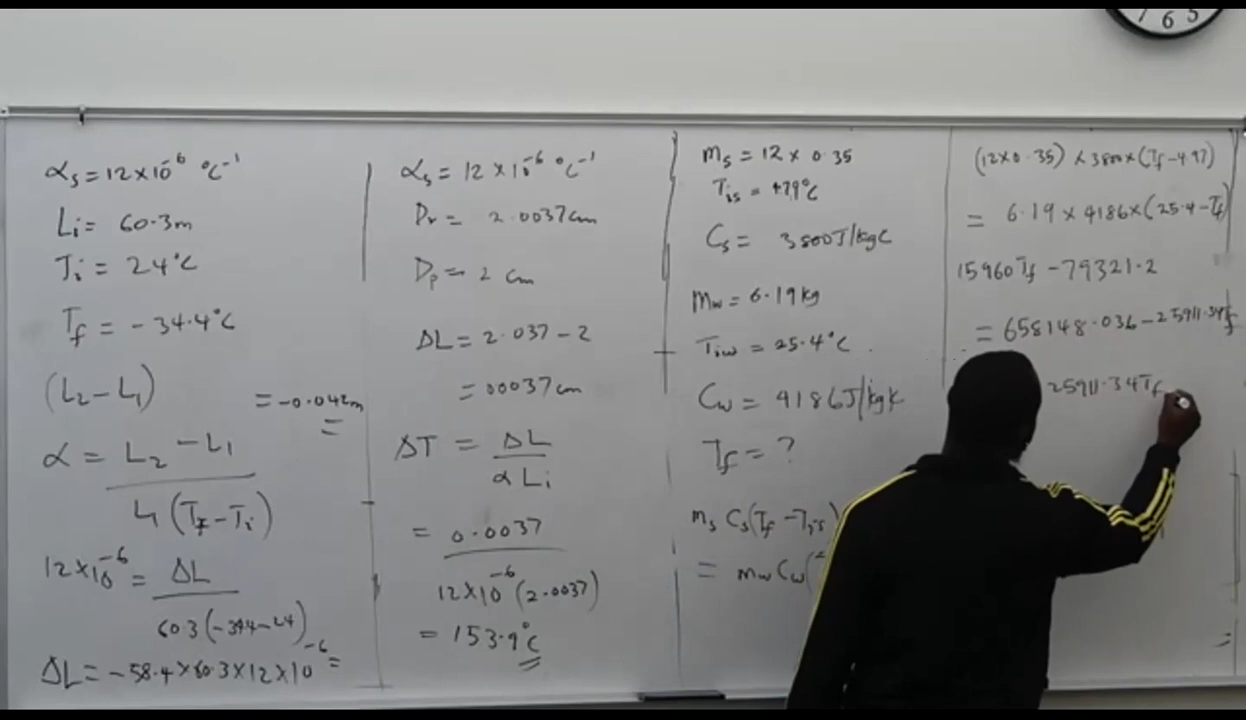 7 6 5
αs = 12×10⁻⁶ °C⁻¹
Li = 60.3m
Ti = 24°C
Tf = -34.4°C
(L₂-L₁) = -0.042m
α = L₂ - L₁
L₁(Tf-Ti)
12×10⁻⁶ = ΔL
60.3(-34.4-24)
ΔL = -58.4×60.3×12×10⁻⁶ =
αs = 12×10⁻⁶ °C⁻¹
Dr = 2.0037cm
Dp = 2 cm
ΔL = 2.037-2
= 00037cm
ΔT = ΔL
αLi
= 0.0037
12×10⁻⁶(2.0037)
= 153.9°C
ms = 12×0.35
Tis = 4.79°C
Cs = 3800J/kgC
mw = 6.19kg
Tiw = 25.4°C
Cw = 4186J/kgk
Tf = ?
ms Cs(Tf-Tis)
= mw Cw(
(12×0.35)×3800×(Tf-4.97)
= 6.19×4186×(25.4-Tf)
15960Tf - 79321.2
= 658148.036 - 25911.34Tf
25911.34Tf
=